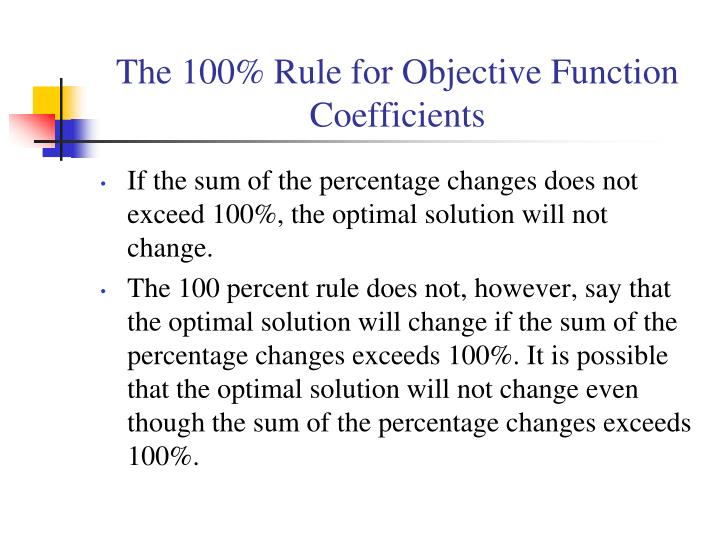 The 100% Rule for Objective Function
Coefficients
• If the sum of the percentage changes does not
exceed 100%, the optimal solution will not
change.
• The 100 percent rule does not, however, say that
the optimal solution will change if the sum of the
percentage changes exceeds 100%. It is possible
that the optimal solution will not change even
though the sum of the percentage changes exceeds
100%.